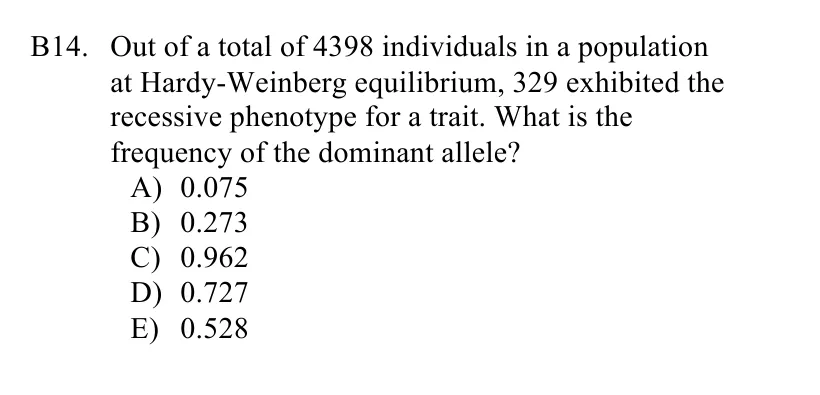 B14. Out of a total of 4398 individuals in a population
at Hardy-Weinberg equilibrium, 329 exhibited the
recessive phenotype for a trait. What is the
frequency of the dominant allele?
A) 0.075
B) 0.273
C) 0.962
D) 0.727
E) 0.528